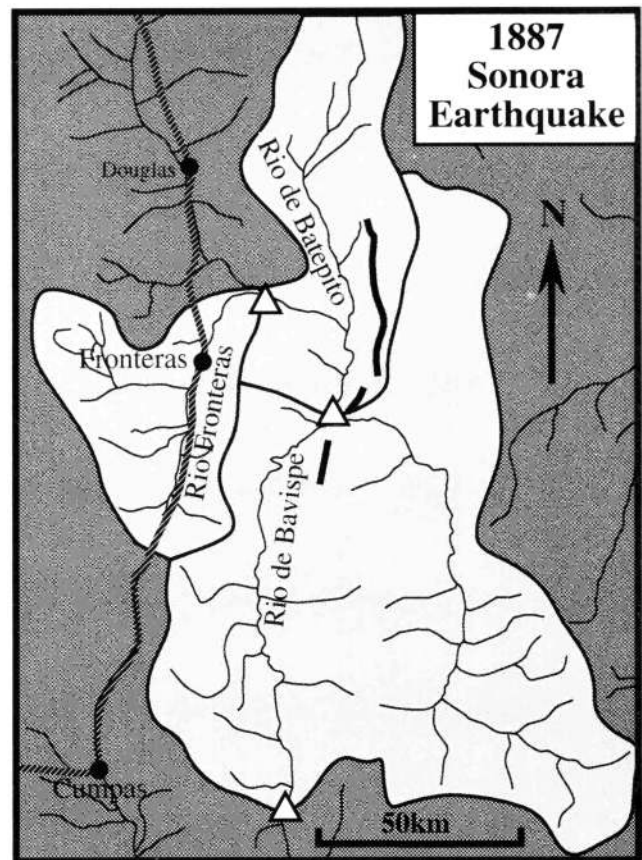 1887
Sonora
Earthquake
Douglas
Rio de Batepito
N
Fronteras
Rio Fronteras
Rio de Bavispe
Cumpas
50km